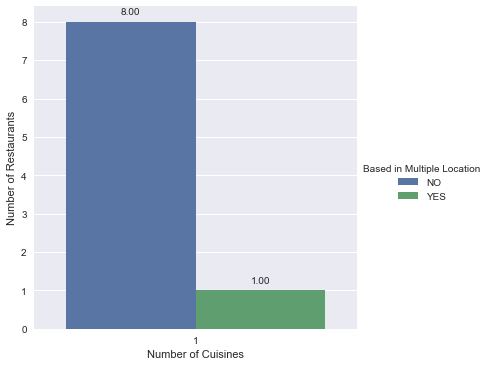 8.00
8
7
6
5
4
3
2
1
0
Number of Restaurants
1.00
1
Number of Cuisines
Based in Multiple Location
NO
YES